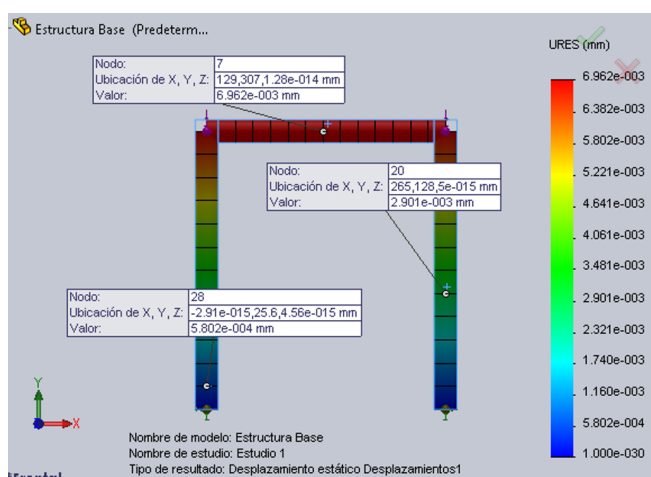 Estructura Base (Predeterm...
URES (mm)
Nodo: 7
Ubicación de X, Y, Z: 129,307,1.28e-014 mm
Valor: 6.962e-003 mm
6.962e-003
6.382e-003
5.802e-003
5.221e-003
4.641e-003
4.061e-003
3.481e-003
2.901e-003
2.321e-003
1.740e-003
1.160e-003
5.802e-004
1.000e-030
Nodo: 20
Ubicación de X, Y, Z: 265,128,5e-015 mm
Valor: 2.901e-003 mm
Nodo: 28
Ubicación de X, Y, Z: -2.91e-015,25.6,4.56e-015 mm
Valor: 5.802e-004 mm
Y
X
Nombre de modelo: Estructura Base
Nombre de estudio: Estudio 1
Tipo de resultado: Desplazamiento estático Desplazamientos1
*Frontal